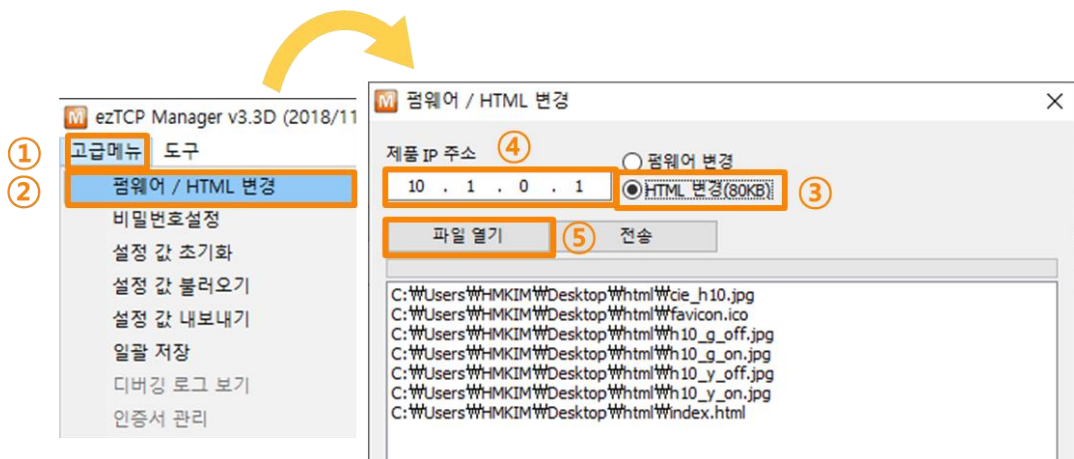 ezTCP Manager v3.3D (2018/11
① 고급메뉴 도구
② 펌웨어 / HTML 변경
비밀번호설정
설정 값 초기화
설정 값 불러오기
설정 값 내보내기
일괄 저장
디버깅 로그 보기
인증서 관리
펌웨어 / HTML 변경
제품 IP 주소 ④
펌웨어 변경
10 . 1 . 0 . 1
HTML 변경(80KB) ③
파일 열기 ⑤ 전송
C:₩Users₩HMKIM₩Desktop₩html₩cie_h10.jpg
C:₩Users₩HMKIM₩Desktop₩html₩favicon.ico
C:₩Users₩HMKIM₩Desktop₩html₩h10_g_off.jpg
C:₩Users₩HMKIM₩Desktop₩html₩h10_g_on.jpg
C:₩Users₩HMKIM₩Desktop₩html₩h10_y_off.jpg
C:₩Users₩HMKIM₩Desktop₩html₩h10_y_on.jpg
C:₩Users₩HMKIM₩Desktop₩html₩index.html